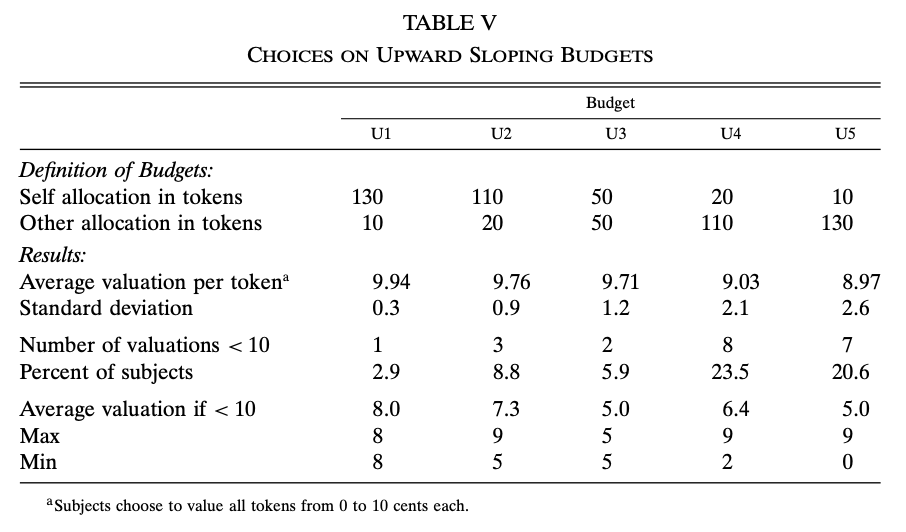 TABLE V
CHOICES ON UPWARD SLOPING BUDGETS
Budget
U1 U2 U3 U4 U5
Definition of Budgets:
Self allocation in tokens 130 110 50 20 10
Other allocation in tokens 10 20 50 110 130
Results:
Average valuation per tokenᵃ 9.94 9.76 9.71 9.03 8.97
Standard deviation 0.3 0.9 1.2 2.1 2.6
Number of valuations < 10 1 3 2 8 7
Percent of subjects 2.9 8.8 5.9 23.5 20.6
Average valuation if < 10 8.0 7.3 5.0 6.4 5.0
Max 8 9 5 9 9
Min 8 5 5 2 0
ᵃSubjects choose to value all tokens from 0 to 10 cents each.